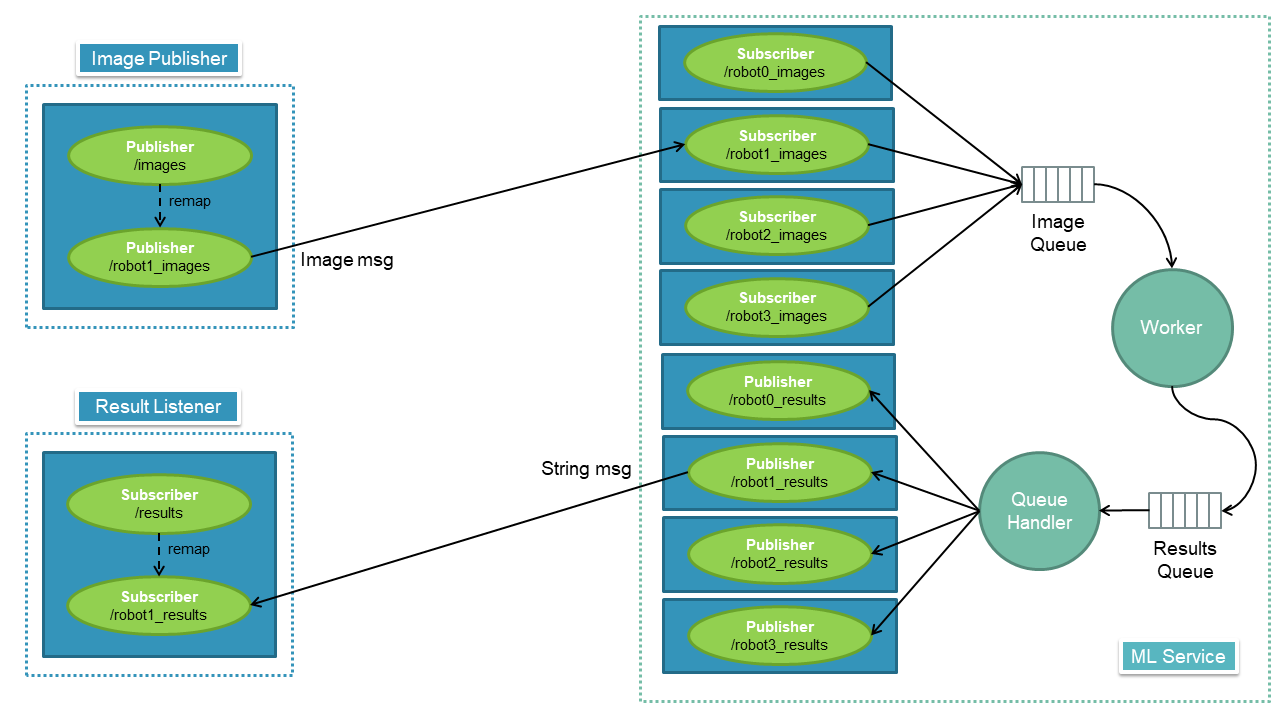 Image Publisher
Publisher
/images
remap
Publisher
/robot1_images
Image msg
Result Listener
Subscriber
/results
remap
Subscriber
/robot1_results
String msg
Subscriber
/robot0_images
Subscriber
/robot1_images
Subscriber
/robot2_images
Subscriber
/robot3_images
Publisher
/robot0_results
Publisher
/robot1_results
Publisher
/robot2_results
Publisher
/robot3_results
Image
Queue
Worker
Queue
Handler
Results
Queue
ML Service